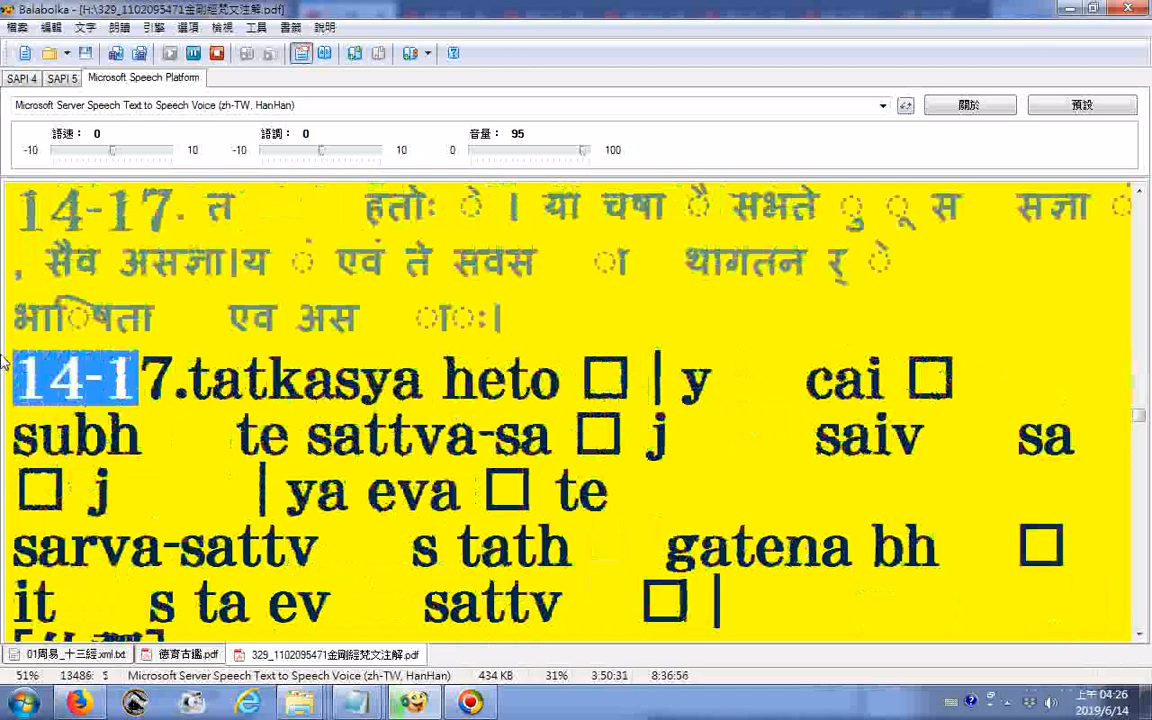 Balabolka - [H:\329_1102095471金剛經梵文注解.pdf]
檔案 編輯 文字 朗讀 引擎 選項 檢視 工具 書籤 說明
SAPI 4 SAPI 5 Microsoft Speech Platform
Microsoft Server Speech Text to Speech Voice (zh-TW, HanHan) 關於 預設
語速： 0 語調： 0 音量： 95
-10 10 -10 10 0 100
14-17. त हतोः े । या चषा ै सभते ु ू स सज्ञा ा
, सैव असज्ञा।य ं एवं ते सवस ा थागतन र् े
भािषता एव अस ाः।
14-17.tatkasya heto □ | y cai □
subh te sattva-sa □ j saiv sa
□ j | ya eva □ te
sarva-sattv s tath gatena bh □
it s ta ev sattv □ |
01周易_十三經.xml.txt 德育古鑑.pdf 329_1102095471金剛經梵文注解.pdf
51% 13486: Microsoft Server Speech Text to Speech Voice (zh-TW, HanHan) 434 KB 31% 3:50:31 8:36:56
上午 04:26
2019/6/14